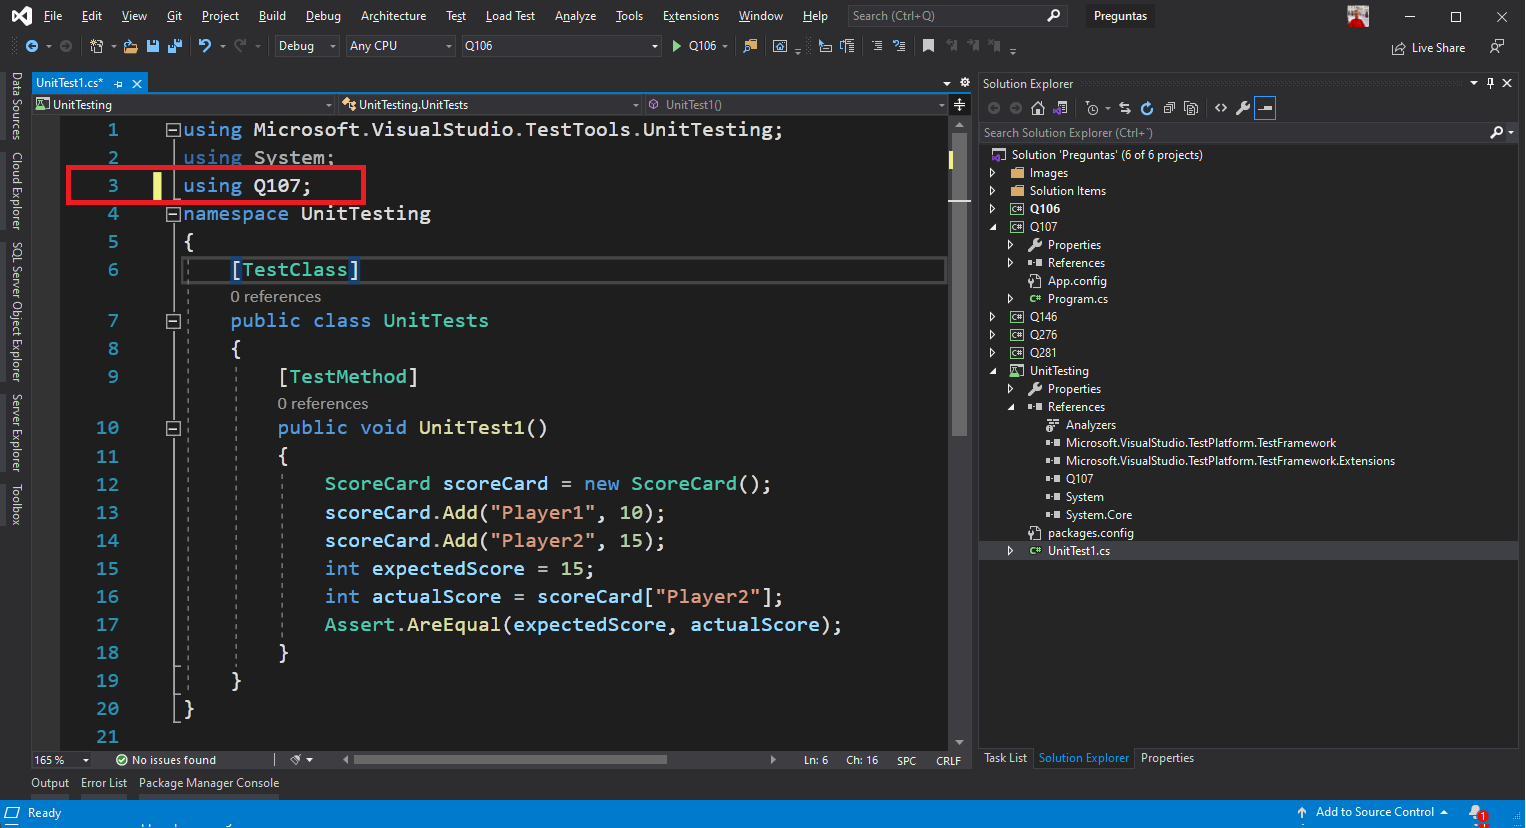 File Edit View Git Project Build Debug Architecture Test Load Test Analyze Tools Extensions Window Help Search (Ctrl+Q) Preguntas
Debug Any CPU Q106 Q106 Live Share
Data Sources
Cloud Explorer
SQL Server Object Explorer
Server Explorer
Toolbox
UnitTest1.cs*
UnitTesting UnitTesting.UnitTests UnitTest1()
1 using Microsoft.VisualStudio.TestTools.UnitTesting;
2 using System;
3 using Q107;
4 namespace UnitTesting
5 {
6 [TestClass]
0 references
7 public class UnitTests
8 {
9 [TestMethod]
0 references
10 public void UnitTest1()
11 {
12 ScoreCard scoreCard = new ScoreCard();
13 scoreCard.Add("Player1", 10);
14 scoreCard.Add("Player2", 15);
15 int expectedScore = 15;
16 int actualScore = scoreCard["Player2"];
17 Assert.AreEqual(expectedScore, actualScore);
18 }
19 }
20 }
21
165 % No issues found Ln: 6 Ch: 16 SPC CRLF
Solution Explorer
Search Solution Explorer (Ctrl+`)
Solution 'Preguntas' (6 of 6 projects)
Images
Solution Items
C# Q106
C# Q107
Properties
References
App.config
C# Program.cs
C# Q146
C# Q276
C# Q281
UnitTesting
Properties
References
Analyzers
Microsoft.VisualStudio.TestPlatform.TestFramework
Microsoft.VisualStudio.TestPlatform.TestFramework.Extensions
Q107
System
System.Core
packages.config
C# UnitTest1.cs
Task List Solution Explorer Properties
Output Error List Package Manager Console
Ready Add to Source Control 1